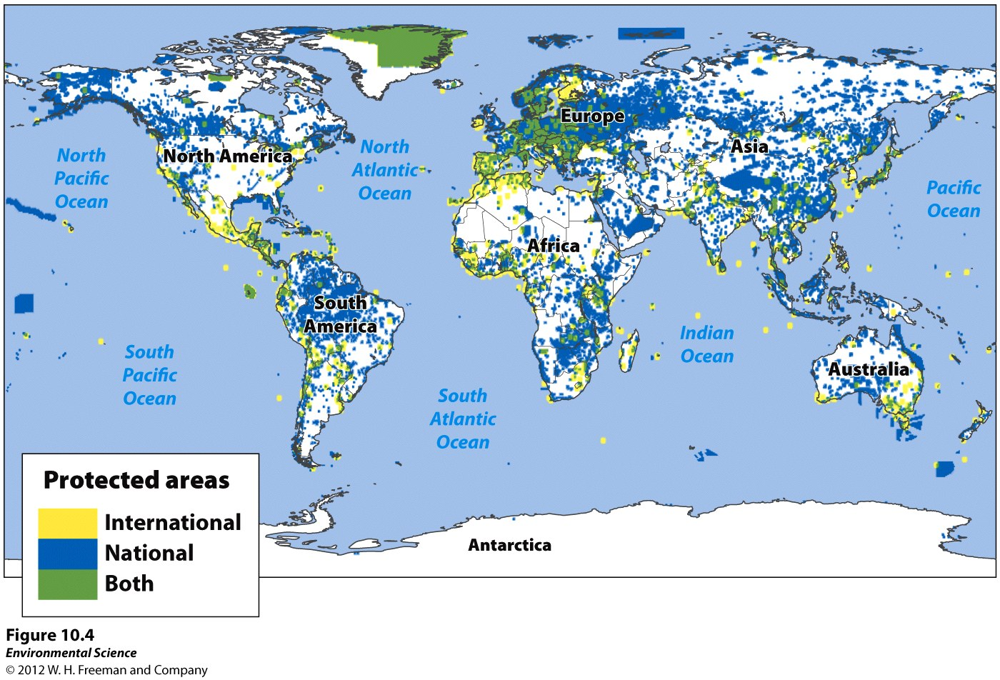 Europe
Asia
North America
North
Pacific
Ocean
North
Atlantic
Ocean
Pacific
Ocean
Africa
South
America
Indian
Ocean
South
Pacific
Ocean
Australia
South
Atlantic
Ocean
Antarctica
Protected areas
International
National
Both
Figure 10.4
Environmental Science
© 2012 W. H. Freeman and Company